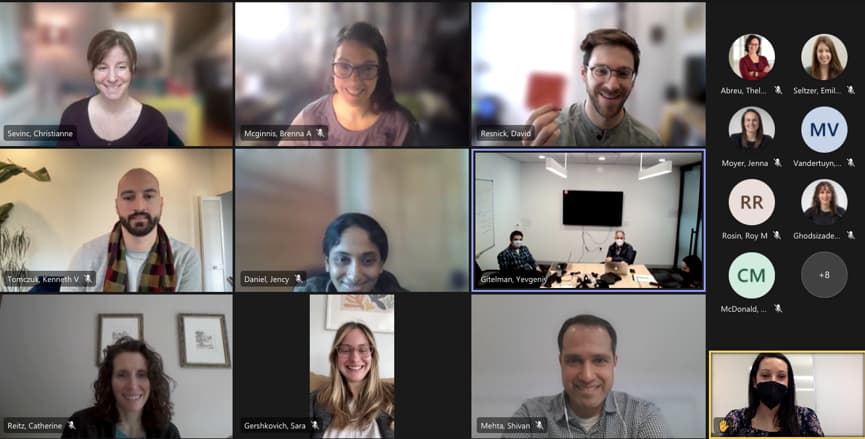 Sevinc, Christianne
Mcginnis, Brenna A
Resnick, David
Abreu, Thel...
Seltzer, Emil...
Moyer, Jenna
MV
Vandertuyn,...
Tomczuk, Kenneth V
Daniel, Jency
Gitelman, Yevgeniy
RR
Rosin, Roy M
Ghodsizade...
CM
McDonald, ...
+8
Reitz, Catherine
Gershkovich, Sara
Mehta, Shivan